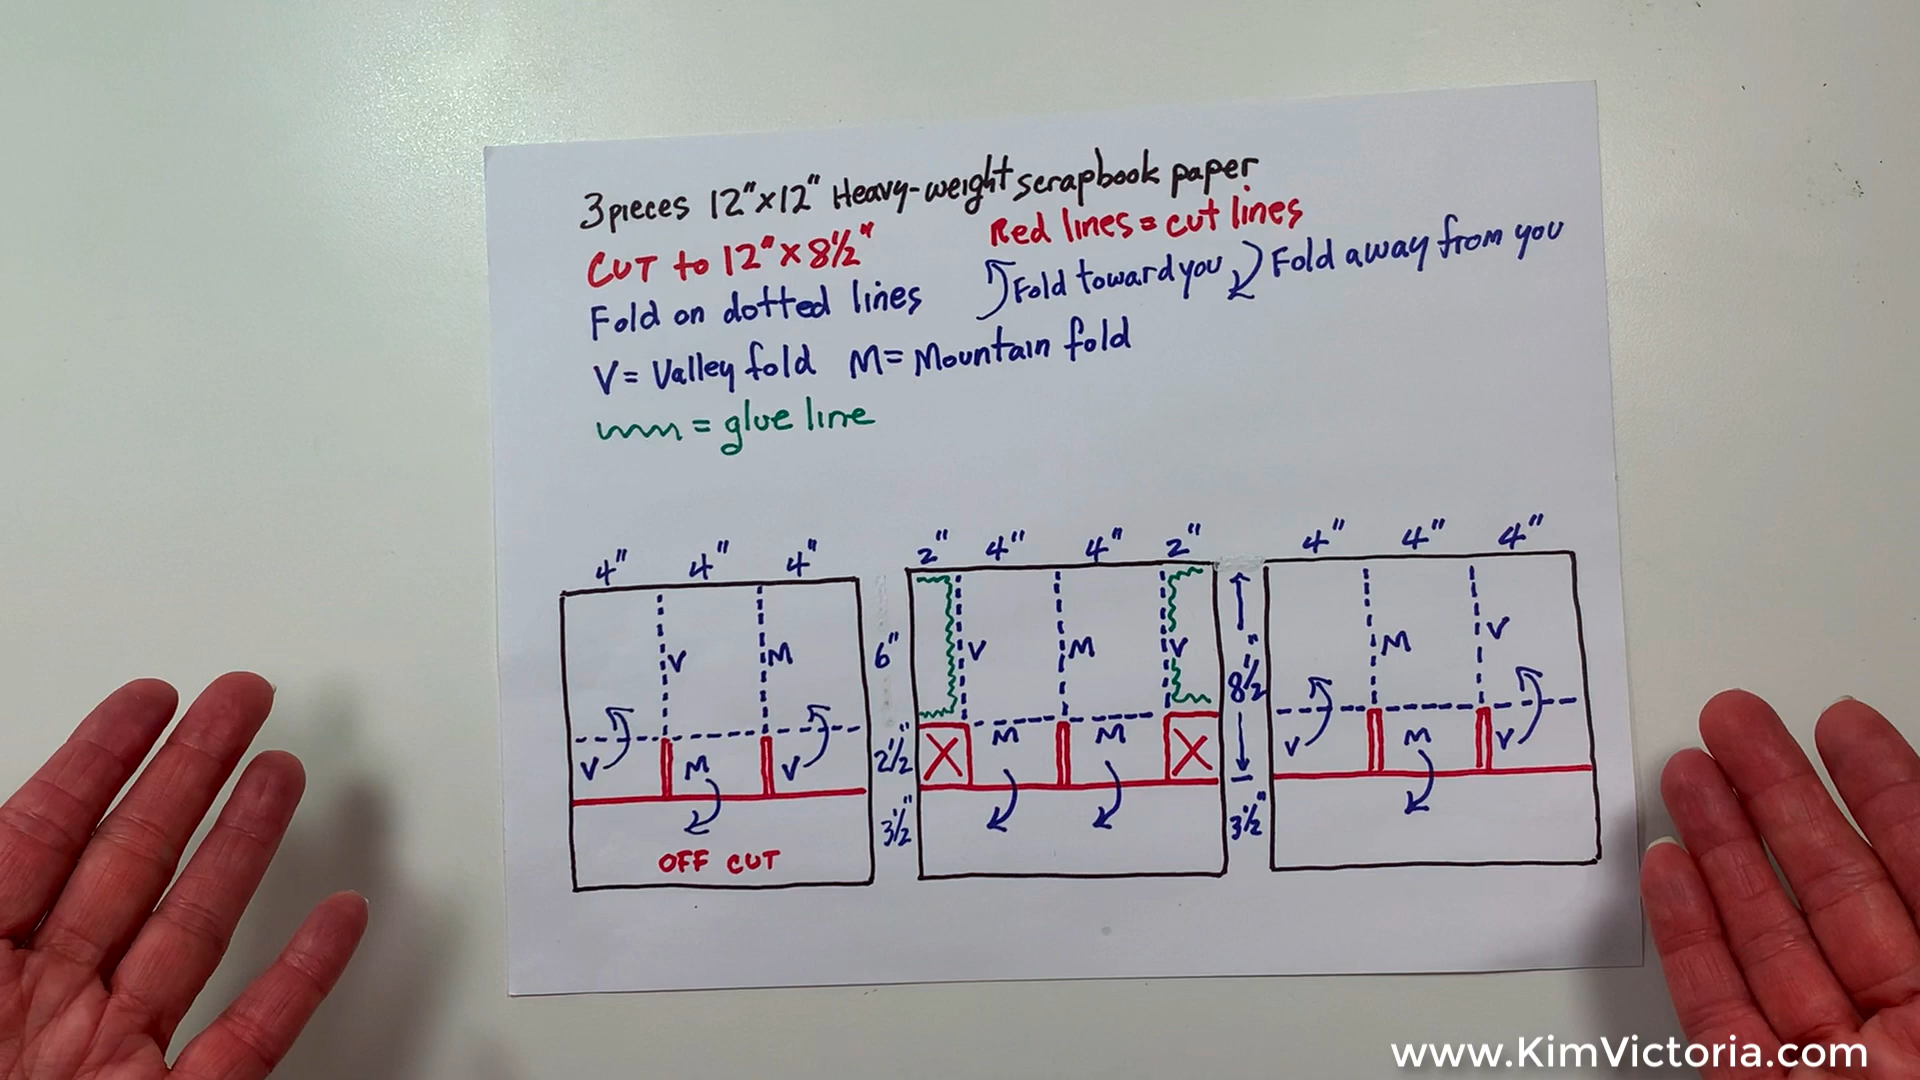 3 pieces 12" x 12" Heavy-weight scrapbook paper
CUT to 12" x 8½"
Red lines = cut lines
Fold on dotted lines
Fold toward you
Fold away from you
V = Valley fold M = Mountain fold
= glue line
4" 4" 4"
2" 4" 4" 2"
4" 4" 4"
V M
6"
V M V
8½"
M V
V M V
2½"
X M M X
V M V
OFF CUT
3½"
3½"
www.KimVictoria.com